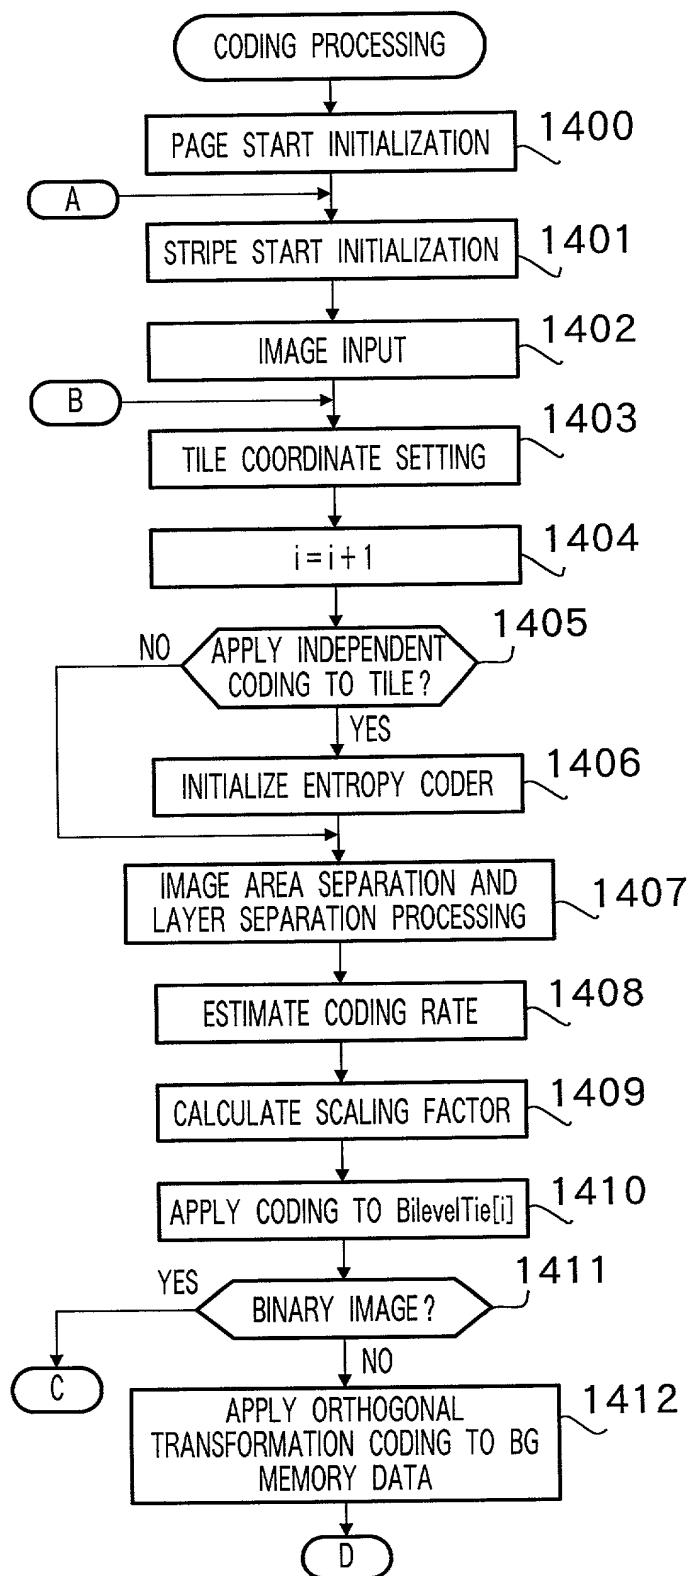 CODING PROCESSING
PAGE START INITIALIZATION
1400
A
STRIPE START INITIALIZATION
1401
IMAGE INPUT
1402
B
TILE COORDINATE SETTING
1403
i=i+1
1404
APPLY INDEPENDENT
CODING TO TILE?
1405
NO
YES
INITIALIZE ENTROPY CODER
1406
IMAGE AREA SEPARATION AND
LAYER SEPARATION PROCESSING
1407
ESTIMATE CODING RATE
1408
CALCULATE SCALING FACTOR
1409
APPLY CODING TO BilevelTie[i]
1410
YES
BINARY IMAGE?
1411
C
NO
APPLY ORTHOGONAL
TRANSFORMATION CODING TO BG
MEMORY DATA
1412
D